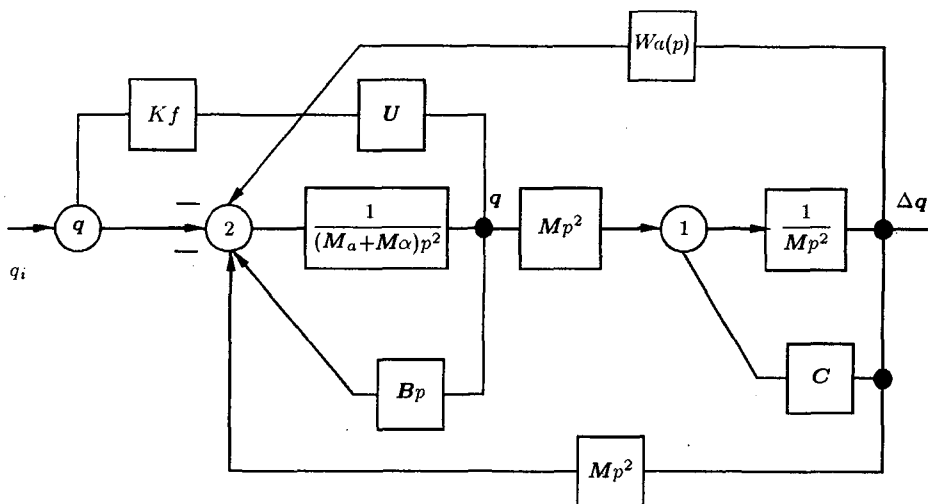 Wa(p)
Kf
U
q
2
1
(Mₐ+Mα)p²
q
Mp²
1
1
Mp²
Δq
qᵢ
Bp
C
Mp²